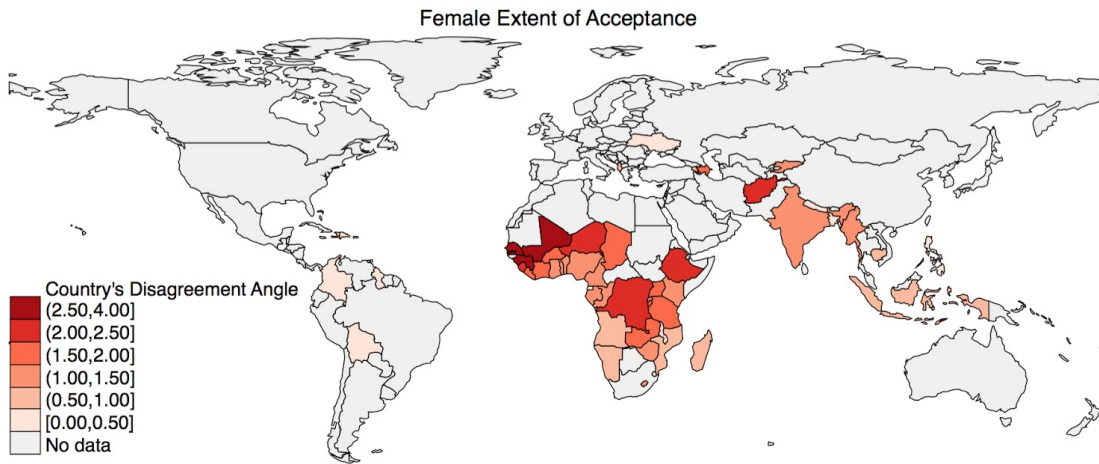 Female Extent of Acceptance
Country's Disagreement Angle
(2.50,4.00]
(2.00,2.50]
(1.50,2.00]
(1.00,1.50]
(0.50,1.00]
[0.00,0.50]
No data